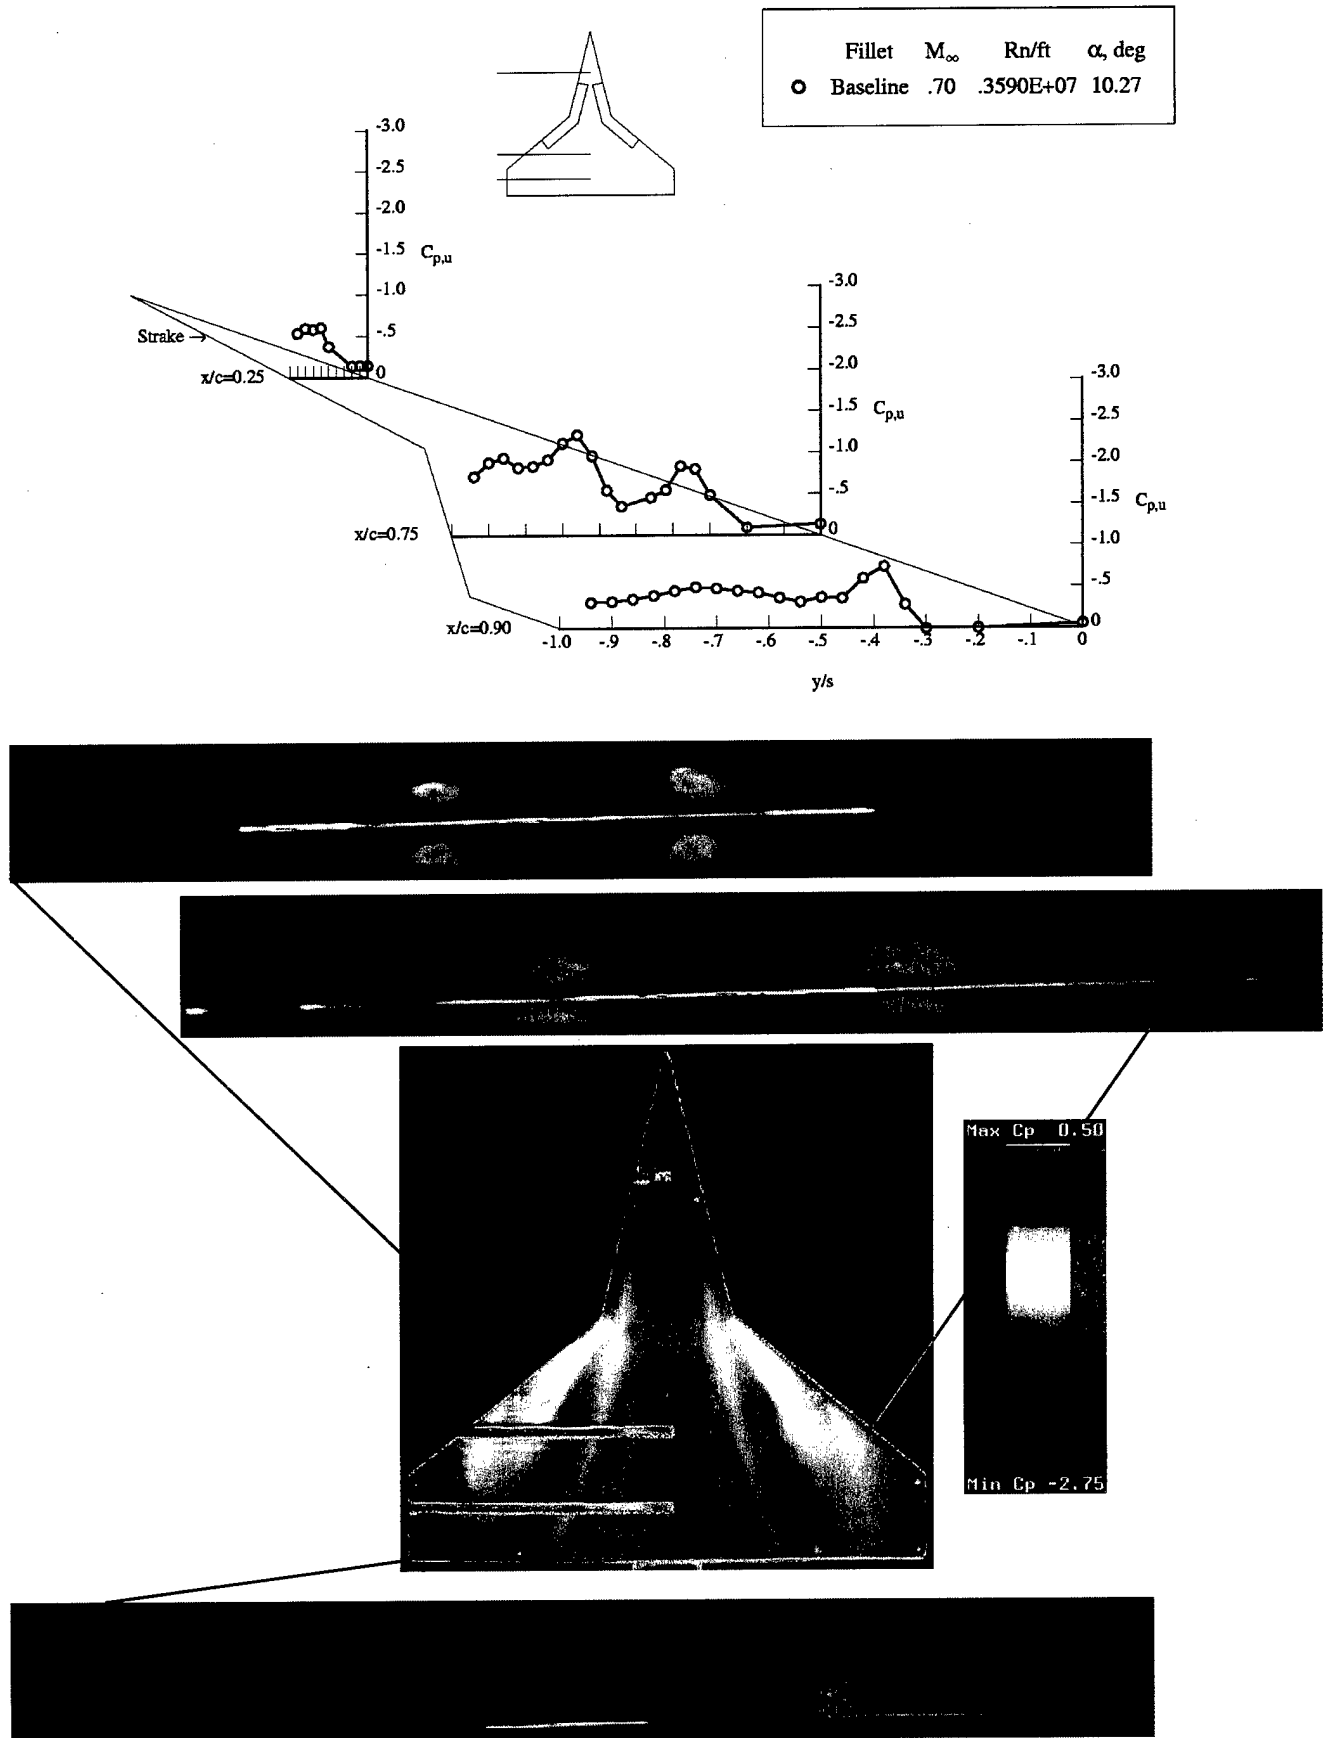 Fillet M∞ Rn/ft α, deg
Baseline .70 .3590E+07 10.27
-3.0
-2.5
-2.0
-1.5
Cp,u
-1.0
-.5
0
Strake →
x/c=0.25
-3.0
-2.5
-2.0
-1.5
Cp,u
-1.0
-.5
0
x/c=0.75
-3.0
-2.5
-2.0
-1.5
Cp,u
-1.0
-.5
0
x/c=0.90
-1.0 -.9 -.8 -.7 -.6 -.5 -.4 -.3 -.2 -.1 0
y/s
Max Cp 0.50
Min Cp -2.75